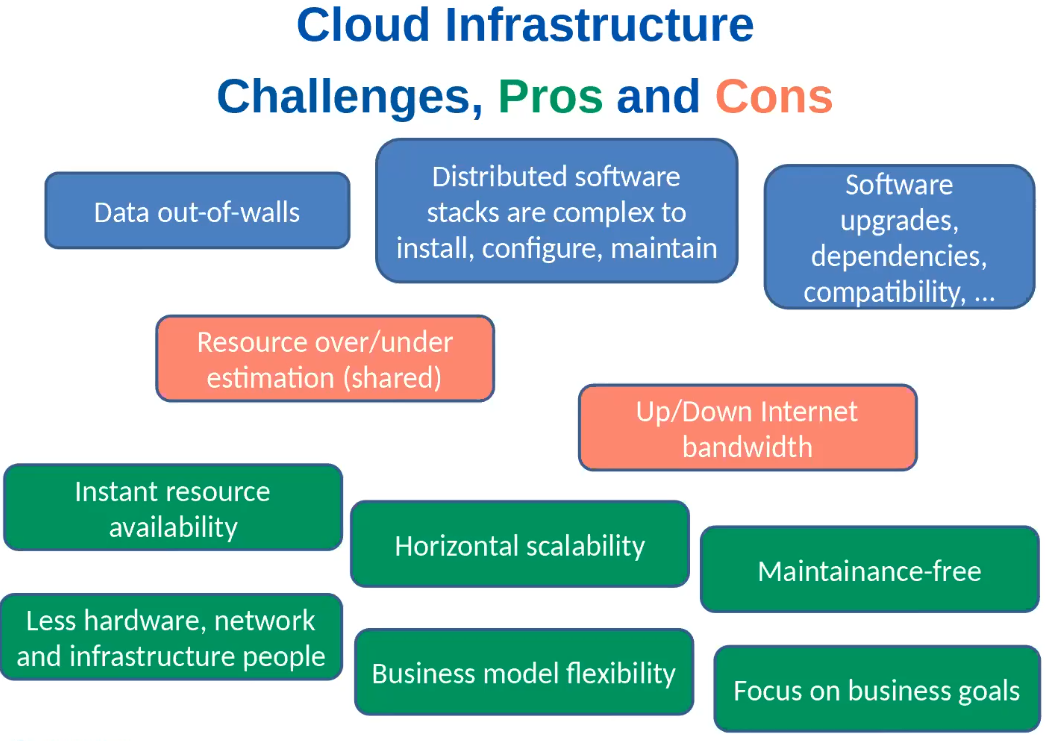 Cloud Infrastructure
Challenges, Pros and Cons
Data out-of-walls
Distributed software
stacks are complex to
install, configure, maintain
Software
upgrades,
dependencies,
compatibility, ...
Resource over/under
estimation (shared)
Up/Down Internet
bandwidth
Instant resource
availability
Horizontal scalability
Maintainance-free
Less hardware, network
and infrastructure people
Business model flexibility
Focus on business goals